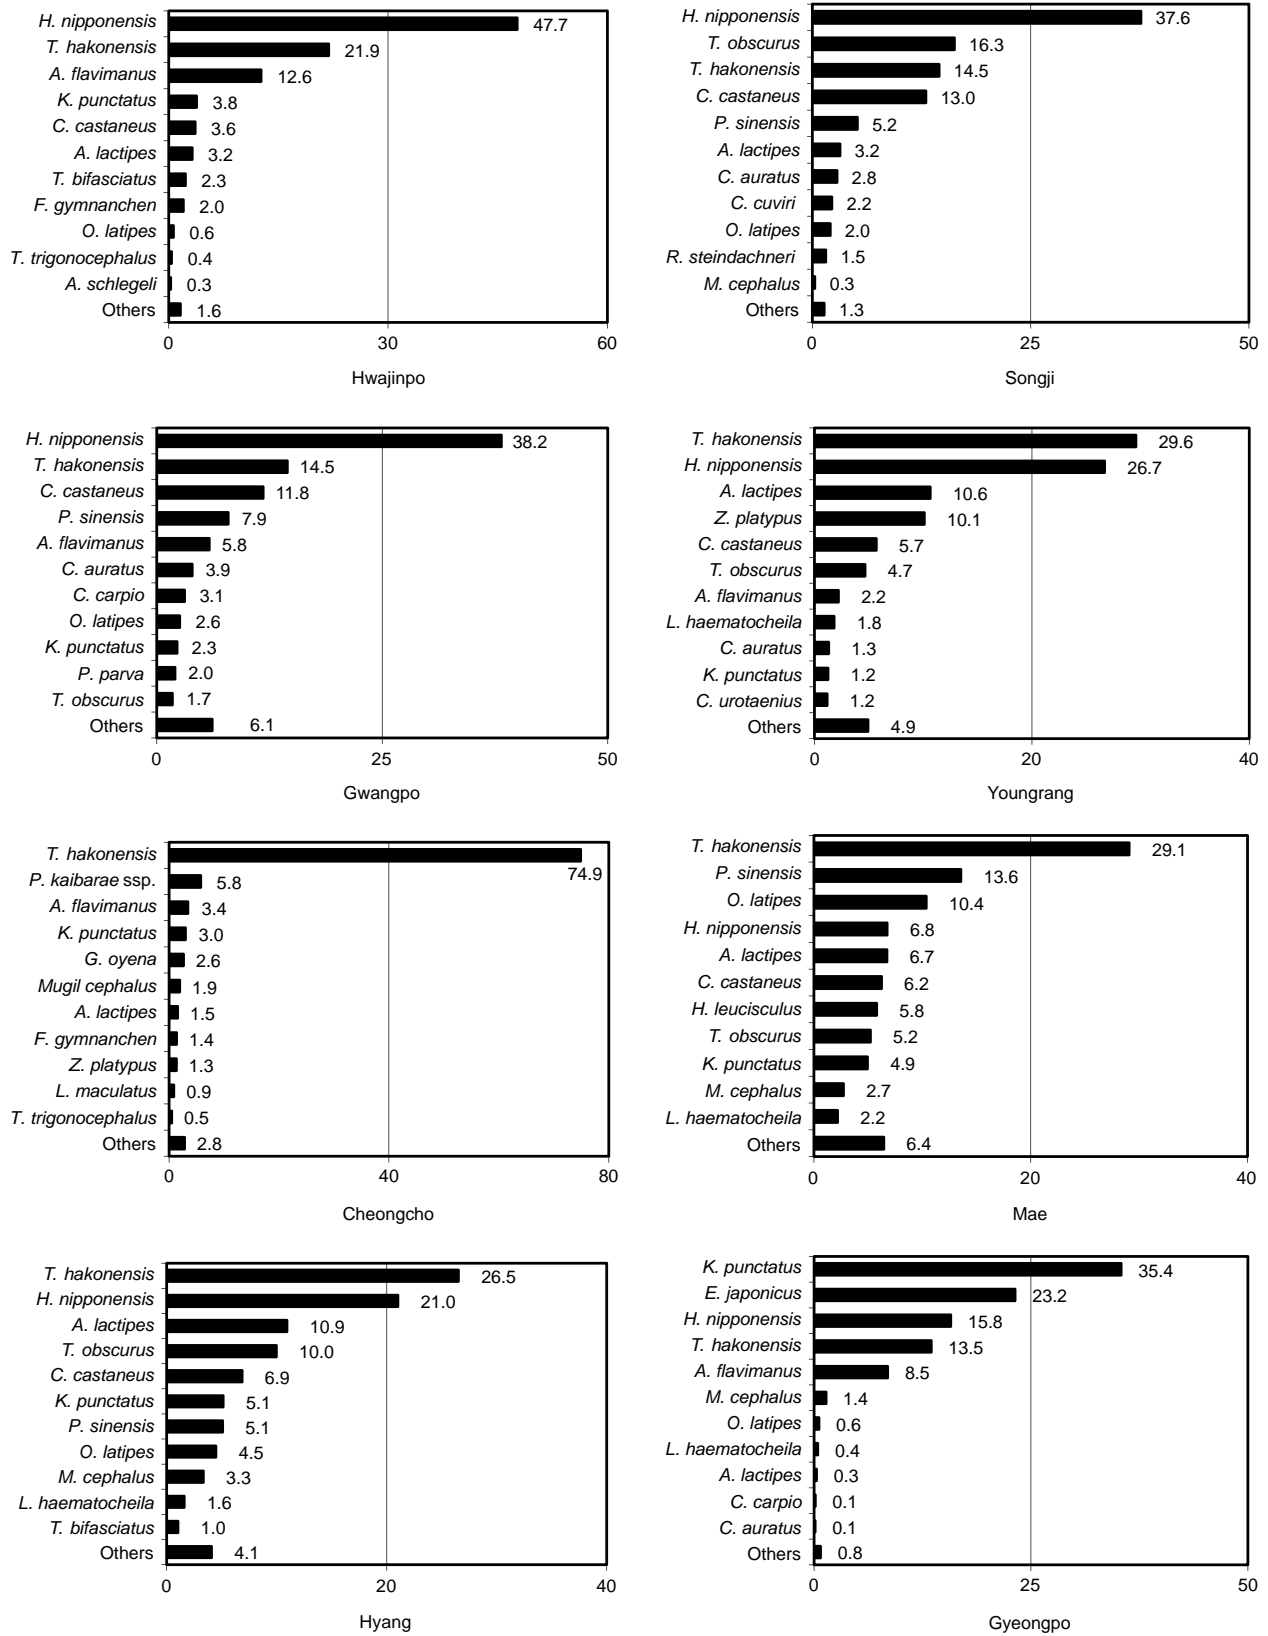 H. nipponensis 47.7
T. hakonensis 21.9
A. flavimanus 12.6
K. punctatus 3.8
C. castaneus 3.6
A. lactipes 3.2
T. bifasciatus 2.3
F. gymnanchen 2.0
O. latipes 0.6
T. trigonocephalus 0.4
A. schlegeli 0.3
Others 1.6
0 30 60
Hwajinpo
H. nipponensis 37.6
T. obscurus 16.3
T. hakonensis 14.5
C. castaneus 13.0
P. sinensis 5.2
A. lactipes 3.2
C. auratus 2.8
C. cuviri 2.2
O. latipes 2.0
R. steindachneri 1.5
M. cephalus 0.3
Others 1.3
0 25 50
Songji
H. nipponensis 38.2
T. hakonensis 14.5
C. castaneus 11.8
P. sinensis 7.9
A. flavimanus 5.8
C. auratus 3.9
C. carpio 3.1
O. latipes 2.6
K. punctatus 2.3
P. parva 2.0
T. obscurus 1.7
Others 6.1
0 25 50
Gwangpo
T. hakonensis 29.6
H. nipponensis 26.7
A. lactipes 10.6
Z. platypus 10.1
C. castaneus 5.7
T. obscurus 4.7
A. flavimanus 2.2
L. haematocheila 1.8
C. auratus 1.3
K. punctatus 1.2
C. urotaenius 1.2
Others 4.9
0 20 40
Youngrang
T. hakonensis 74.9
P. kaibarae ssp. 5.8
A. flavimanus 3.4
K. punctatus 3.0
G. oyena 2.6
Mugil cephalus 1.9
A. lactipes 1.5
F. gymnanchen 1.4
Z. platypus 1.3
L. maculatus 0.9
T. trigonocephalus 0.5
Others 2.8
0 40 80
Cheongcho
T. hakonensis 29.1
P. sinensis 13.6
O. latipes 10.4
H. nipponensis 6.8
A. lactipes 6.7
C. castaneus 6.2
H. leucisculus 5.8
T. obscurus 5.2
K. punctatus 4.9
M. cephalus 2.7
L. haematocheila 2.2
Others 6.4
0 20 40
Mae
T. hakonensis 26.5
H. nipponensis 21.0
A. lactipes 10.9
T. obscurus 10.0
C. castaneus 6.9
K. punctatus 5.1
P. sinensis 5.1
O. latipes 4.5
M. cephalus 3.3
L. haematocheila 1.6
T. bifasciatus 1.0
Others 4.1
0 20 40
Hyang
K. punctatus 35.4
E. japonicus 23.2
H. nipponensis 15.8
T. hakonensis 13.5
A. flavimanus 8.5
M. cephalus 1.4
O. latipes 0.6
L. haematocheila 0.4
A. lactipes 0.3
C. carpio 0.1
C. auratus 0.1
Others 0.8
0 25 50
Gyeongpo